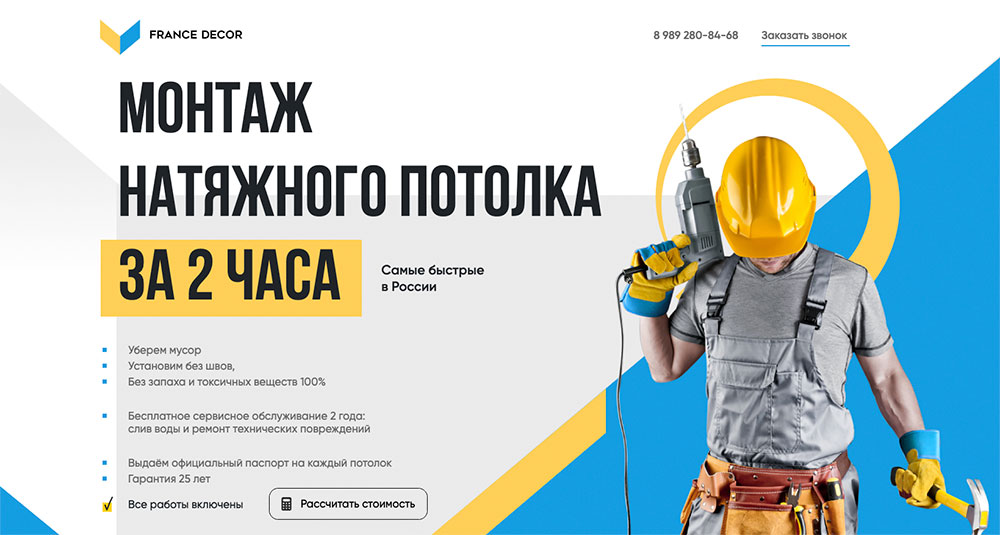 FRANCE DECOR
8 989 280-84-68 Заказать звонок
МОНТАЖ
НАТЯЖНОГО ПОТОЛКА
ЗА 2 ЧАСА
Самые быстрые
в России
Уберем мусор
Установим без швов,
Без запаха и токсичных веществ 100%
Бесплатное сервисное обслуживание 2 года:
слив воды и ремонт технических повреждений
Выдаём официальный паспорт на каждый потолок
Гарантия 25 лет
Все работы включены
Рассчитать стоимость